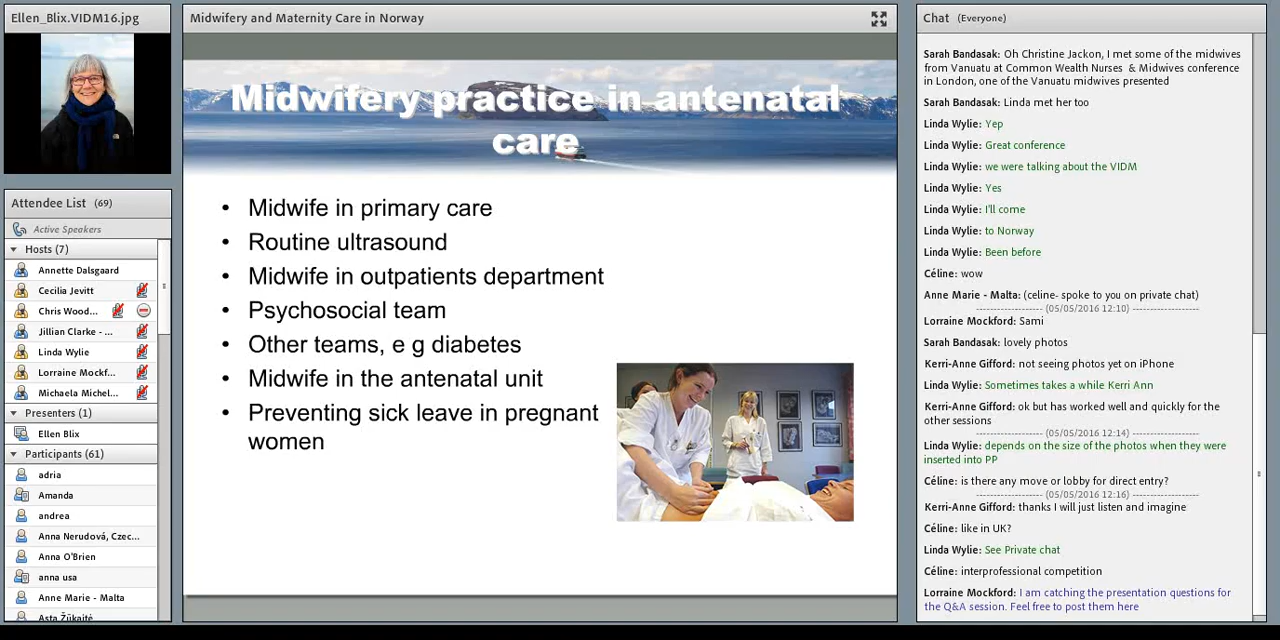 Ellen_Blix.VIDM16.jpg
Attendee List (69)
Active Speakers
Hosts (7)
Annette Dalsgaard
Cecilia Jevitt
Chris Wood...
Jillian Clarke - ...
Linda Wylie
Lorraine Mockf...
Michaela Michel...
Presenters (1)
Ellen Blix
Participants (61)
adria
Amanda
andrea
Anna Nerudová, Czec...
Anna O'Brien
anna usa
Anne Marie - Malta
Asta Žūkaitė
Midwifery and Maternity Care in Norway
Midwifery practice in antenatal
care
• Midwife in primary care
• Routine ultrasound
• Midwife in outpatients department
• Psychosocial team
• Other teams, e g diabetes
• Midwife in the antenatal unit
• Preventing sick leave in pregnant
women
Chat (Everyone)
Sarah Bandasak: Oh Christine Jackon, I met some of the midwives
from Vanuatu at Common Wealth Nurses & Midwives conference
in London, one of the Vanuatu midwives presented
Sarah Bandasak: Linda met her too
Linda Wylie: Yep
Linda Wylie: Great conference
Linda Wylie: we were talking about the VIDM
Linda Wylie: Yes
Linda Wylie: I'll come
Linda Wylie: to Norway
Linda Wylie: Been before
Céline: wow
Anne Marie - Malta: (celine- spoke to you on private chat)
------------------- (05/05/2016 12:10) -------------------
Lorraine Mockford: Sami
Sarah Bandasak: lovely photos
Kerri-Anne Gifford: not seeing photos yet on iPhone
Linda Wylie: Sometimes takes a while Kerri Ann
Kerri-Anne Gifford: ok but has worked well and quickly for the
other sessions
------------------- (05/05/2016 12:14) -------------------
Linda Wylie: depends on the size of the photos when they were
inserted into PP
Céline: is there any move or lobby for direct entry?
------------------- (05/05/2016 12:16) -------------------
Kerri-Anne Gifford: thanks I will just listen and imagine
Céline: like in UK?
Linda Wylie: See Private chat
Céline: interprofessional competition
Lorraine Mockford: I am catching the presentation questions for
the Q&A session. Feel free to post them here